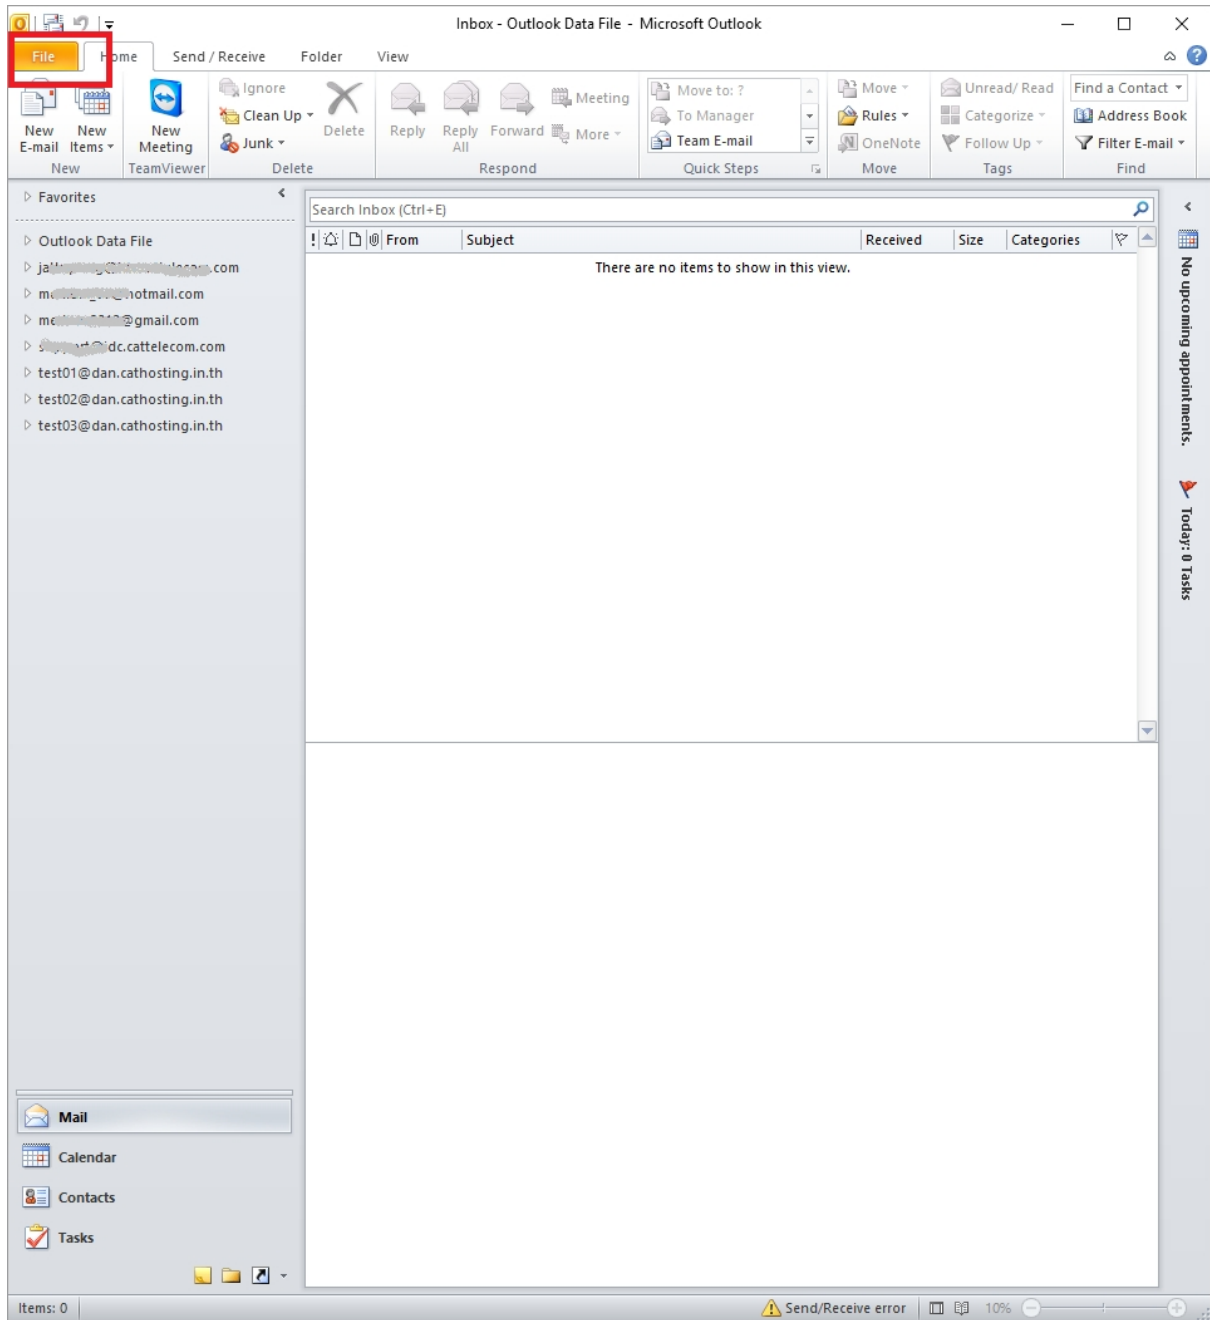 Inbox - Outlook Data File - Microsoft Outlook
File Home Send / Receive Folder View
New E-mail
New Items
New
New Meeting
TeamViewer
Ignore
Clean Up
Junk
Delete
Delete
Reply
Reply All
Forward
Meeting
More
Respond
Move to: ?
To Manager
Team E-mail
Quick Steps
Move
Rules
OneNote
Move
Unread/ Read
Categorize
Follow Up
Tags
Find a Contact
Address Book
Filter E-mail
Find
Favorites
Outlook Data File
.com
hotmail.com
@gmail.com
idc.cattelecom.com
test01@dan.cathosting.in.th
test02@dan.cathosting.in.th
test03@dan.cathosting.in.th
Mail
Calendar
Contacts
Tasks
Search Inbox (Ctrl+E)
! From Subject Received Size Categories
There are no items to show in this view.
No upcoming appointments.
Today: 0 Tasks
Items: 0
Send/Receive error
10%